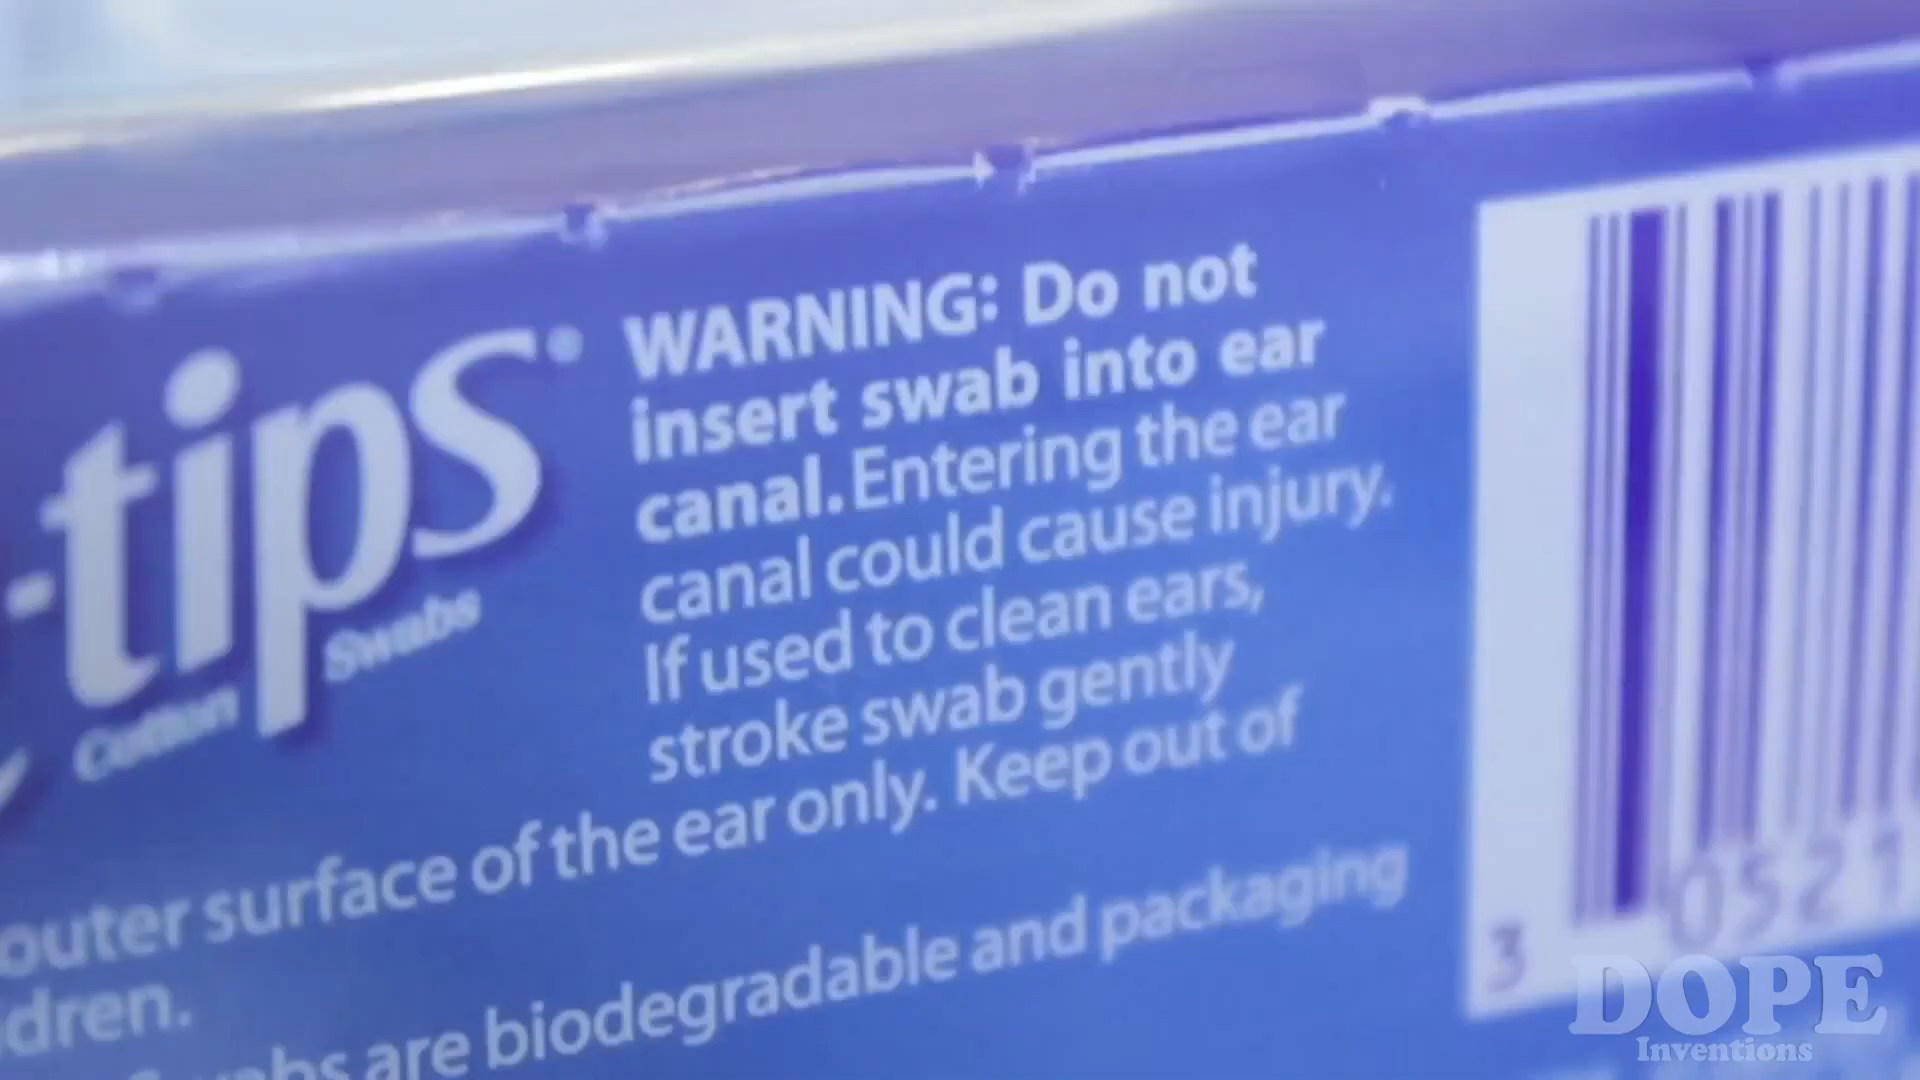 -tips
Cotton Swabs
WARNING: Do not
insert swab into ear
canal. Entering the ear
canal could cause injury.
If used to clean ears,
stroke swab gently
outer surface of the ear only. Keep out of
dren.
Swabs are biodegradable and packaging
3 0521
DOPE
Inventions